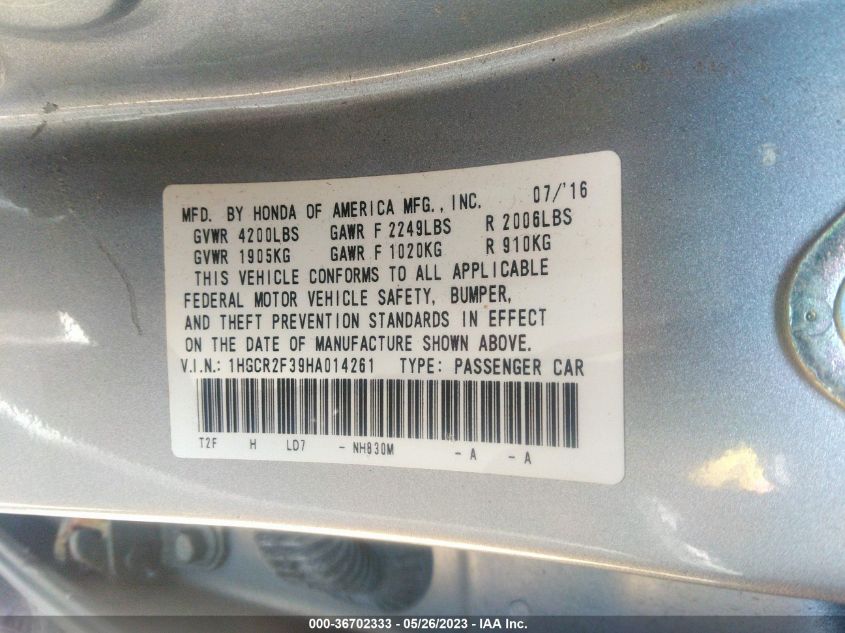 MFD. BY HONDA OF AMERICA MFG., INC. 07/'16
GVWR 4200LBS GAWR F 2249LBS R 2006LBS
GVWR 1905KG GAWR F 1020KG R 910KG
THIS VEHICLE CONFORMS TO ALL APPLICABLE
FEDERAL MOTOR VEHICLE SAFETY, BUMPER,
AND THEFT PREVENTION STANDARDS IN EFFECT
ON THE DATE OF MANUFACTURE SHOWN ABOVE.
V.I.N.: 1HGCR2F39HA014261 TYPE: PASSENGER CAR
T2F H LD7 - NH830M - A - A
000-36702333 - 05/26/2023 - IAA Inc.